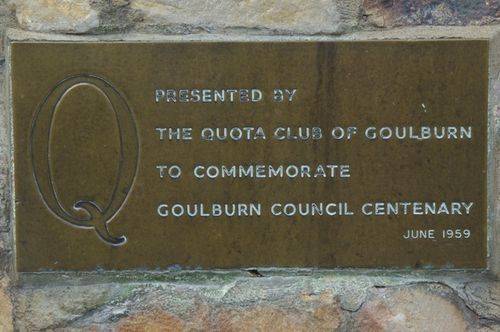 Q
PRESENTED BY
THE QUOTA CLUB OF GOULBURN
TO COMMEMORATE
GOULBURN COUNCIL CENTENARY
JUNE 1959